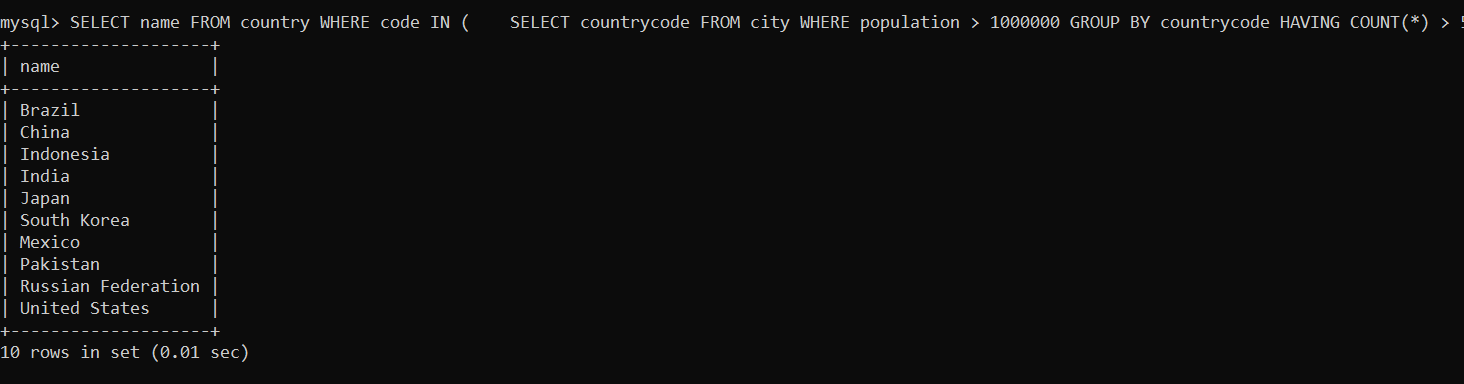 mysql> SELECT name FROM country WHERE code IN (    SELECT countrycode FROM city WHERE population > 1000000 GROUP BY countrycode HAVING COUNT(*) >
+--------------------+
| name               |
+--------------------+
| Brazil             |
| China              |
| Indonesia          |
| India              |
| Japan              |
| South Korea        |
| Mexico             |
| Pakistan           |
| Russian Federation |
| United States      |
+--------------------+
10 rows in set (0.01 sec)